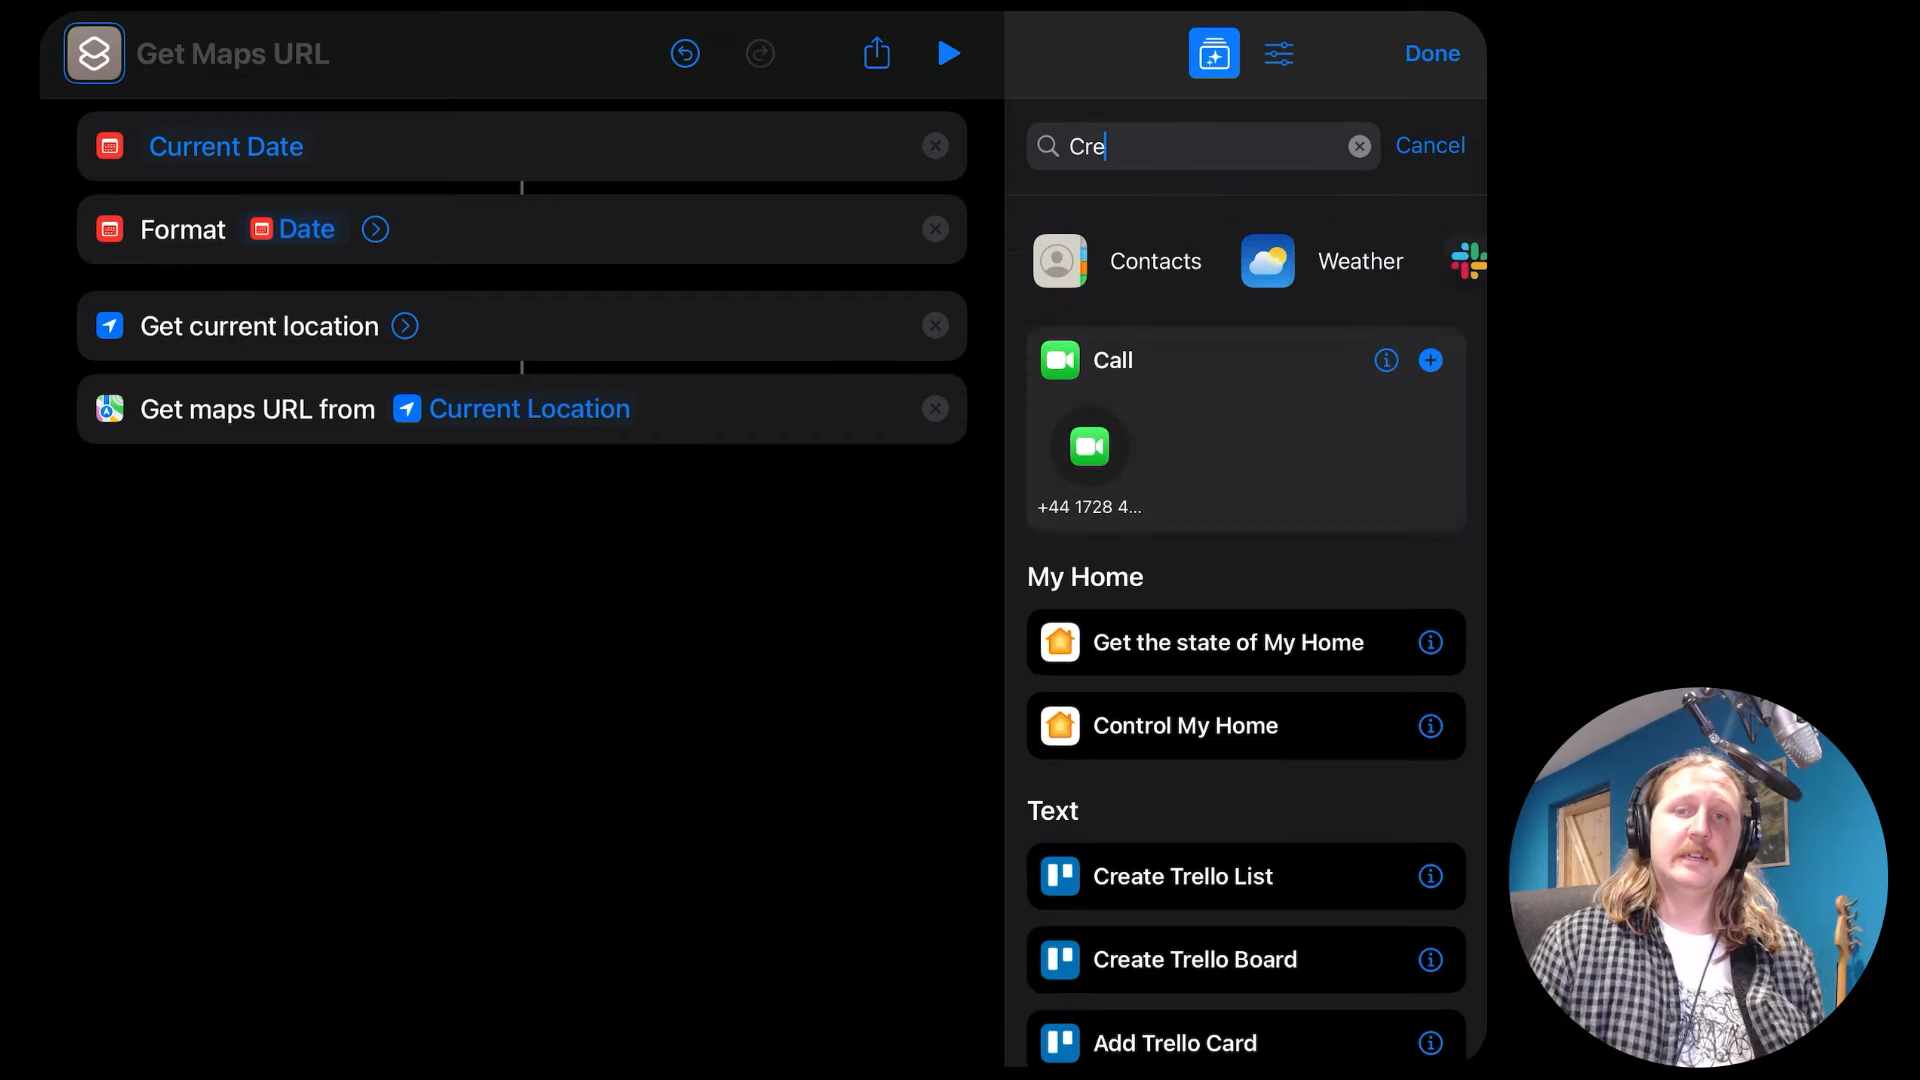 Get Maps URL
Done
Current Date
Format Date
Get current location
Get maps URL from Current Location
Cre
Cancel
Contacts
Weather
Call
+44 1728 4...
My Home
Get the state of My Home
Control My Home
Text
Create Trello List
Create Trello Board
Add Trello Card